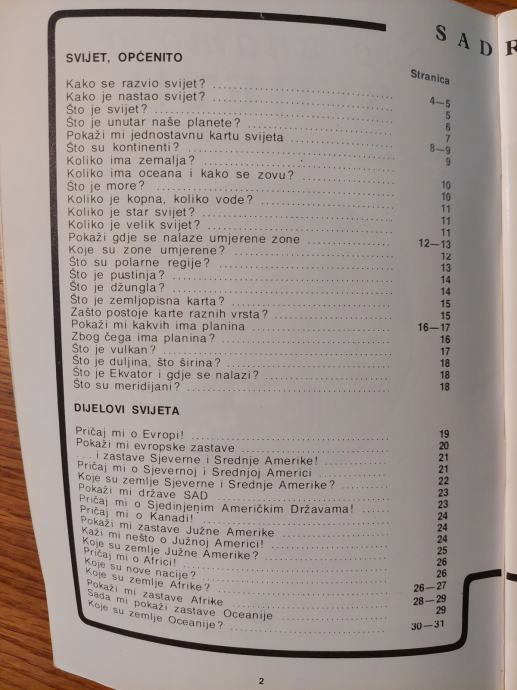 S A D R
Stranica
SVIJET, OPĆENITO
Kako se razvio svijet? 4—5
Kako je nastao svijet? 5
Što je svijet? 6
Što je unutar naše planete? 7
Pokaži mi jednostavnu kartu svijeta 8—9
Što su kontinenti? 9
Koliko ima zemalja?
Koliko ima oceana i kako se zovu? 10
Što je more? 10
Koliko je kopna, koliko vode? 11
Koliko je star svijet? 11
Koliko je velik svijet? 11
Pokaži gdje se nalaze umjerene zone 12—13
Koje su zone umjerene? 12
Što su polarne regije? 13
Što je pustinja? 14
Što je džungla? 14
Što je zemljopisna karta? 15
Zašto postoje karte raznih vrsta? 15
Pokaži mi kakvih ima planina 16—17
Zbog čega ima planina? 16
Što je vulkan? 17
Što je duljina, što širina? 18
Što je Ekvator i gdje se nalazi? 18
Što su meridijani? 18
DIJELOVI SVIJETA
Pričaj mi o Evropi! 19
Pokaži mi evropske zastave 20
. . . i zastave Sjeverne i Srednje Amerike! 21
Pričaj mi o Sjevernoj i Srednjoj Americi 21
Koje su zemlje Sjeverne i Srednje Amerike? 22
Pokaži mi države SAD 23
Pričaj mi o Sjedinjenim Američkim Državama! 23
Pričaj mi o Kanadi! 24
Pokaži mi zastave Južne Amerike 24
Kaži mi nešto o Južnoj Americi! 24
Koje su zemlje Južne Amerike? 25
Pričaj mi o Africi! 26
Koje su nove nacije? 26
Koje su zemlje Afrike? 26—27
Pokaži mi zastave Afrike 28—29
Sada mi pokaži zastave Oceanije 29
Koje su zemlje Oceanije? 30—31
2